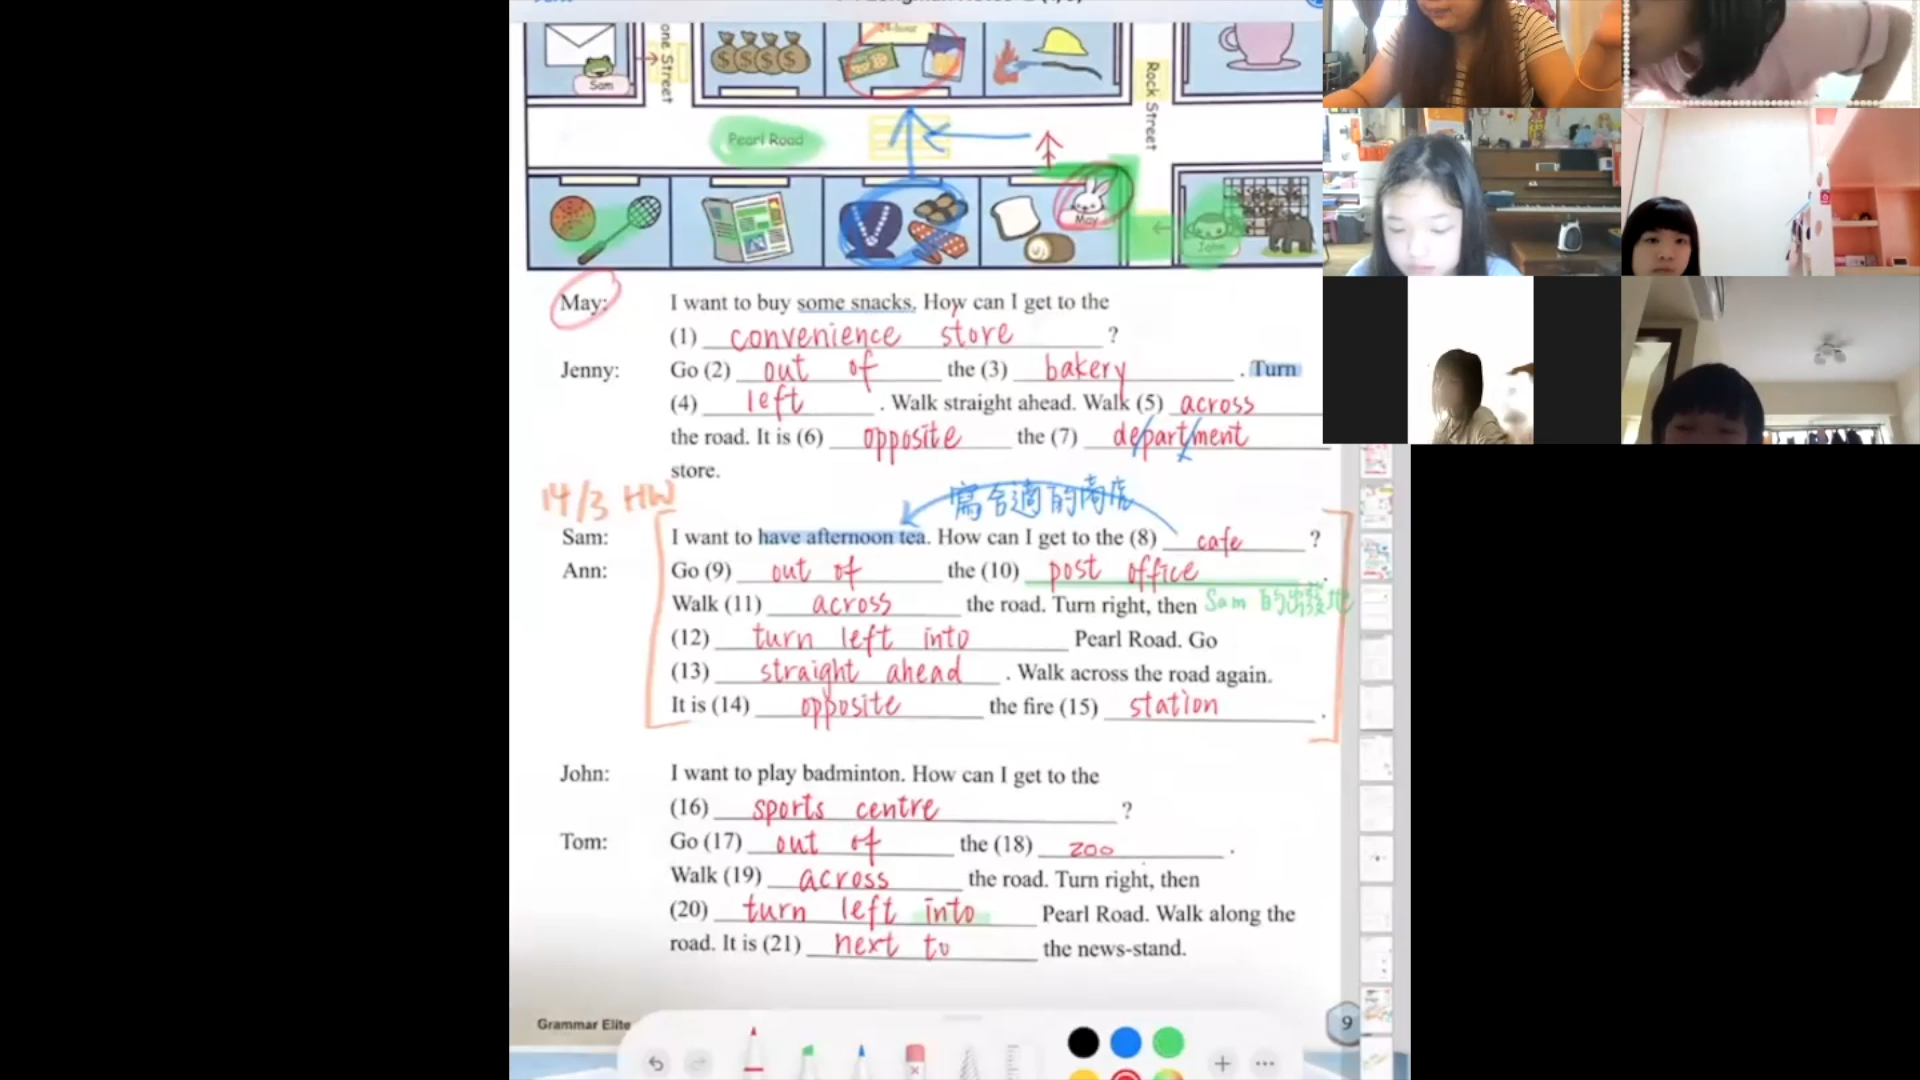 24-hour
Sam
one Street
Rock Street
Pearl Road
May
John
May: I want to buy some snacks. How can I get to the
(1) convenience store ?
Jenny: Go (2) out of the (3) bakery . Turn
(4) left . Walk straight ahead. Walk (5) across
the road. It is (6) opposite the (7) department
store.
14/3 HW
寫合適的商店
Sam: I want to have afternoon tea. How can I get to the (8) cafe ?
Ann: Go (9) out of the (10) post office .
Walk (11) across the road. Turn right, then Sam 的出發地
(12) turn left into Pearl Road. Go
(13) straight ahead . Walk across the road again.
It is (14) opposite the fire (15) station .
John: I want to play badminton. How can I get to the
(16) sports centre ?
Tom: Go (17) out of the (18) zoo .
Walk (19) across the road. Turn right, then
(20) turn left into Pearl Road. Walk along the
road. It is (21) next to the news-stand.
Grammar Elite
9